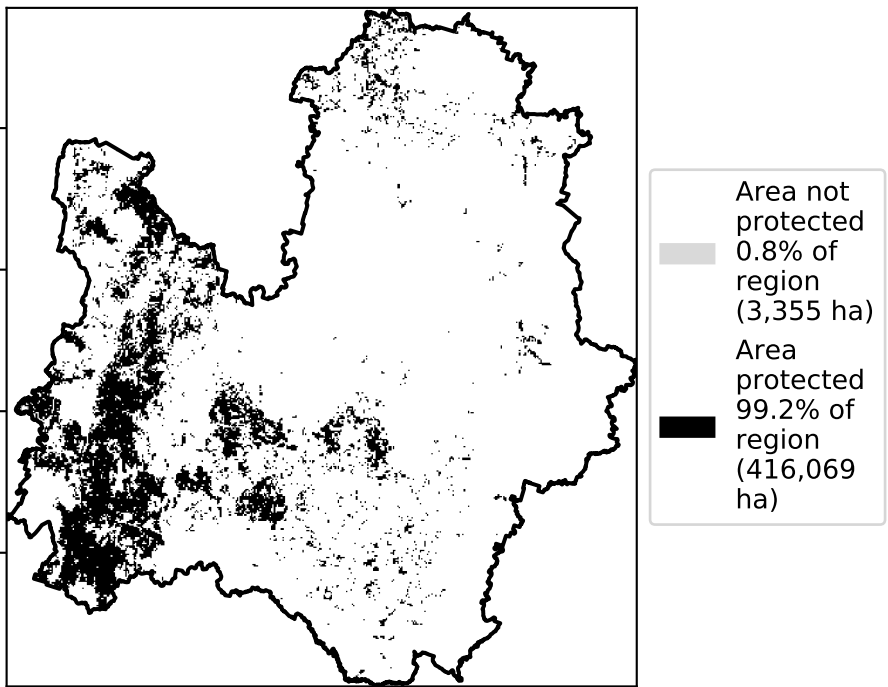 Area not
protected
0.8% of
region
(3,355 ha)
Area
protected
99.2% of
region
(416,069
ha)